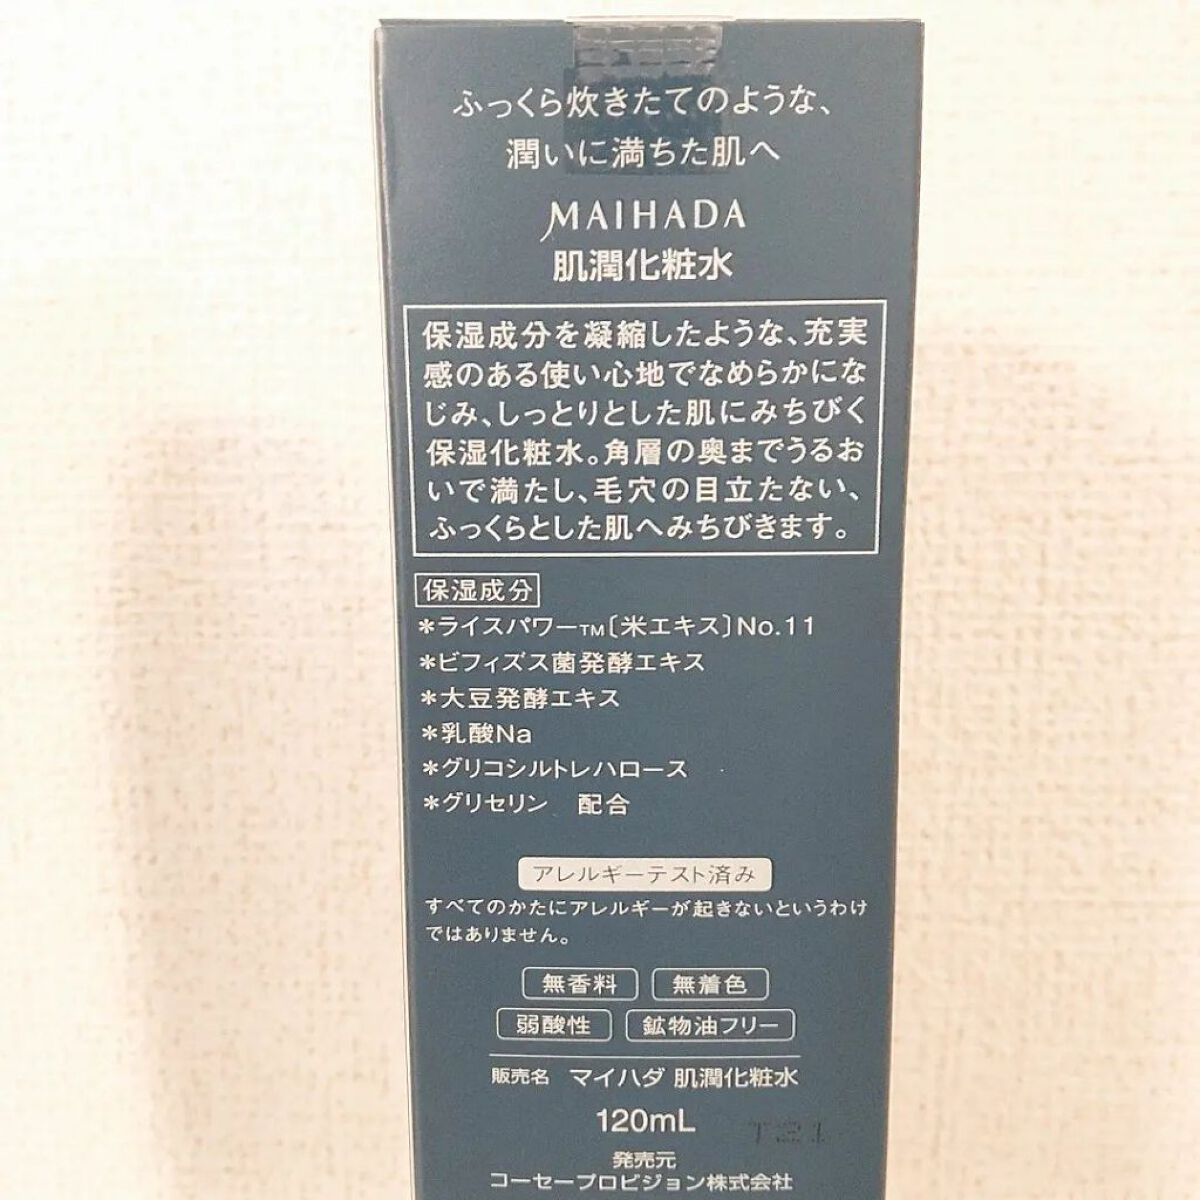 ふっくら炊きたてのような、
潤いに満ちた肌へ
MAIHADA
肌潤化粧水
保湿成分を凝縮したような、充実
感のある使い心地でなめらかにな
じみ、しっとりとした肌にみちびく
保湿化粧水。角層の奥までうるお
いで満たし、毛穴の目立たない、
ふっくらとした肌へみちびきます。
保湿成分
*ライスパワー™〔米エキス〕No.11
*ビフィズス菌発酵エキス
*大豆発酵エキス
*乳酸Na
*グリコシルトレハロース
*グリセリン 配合
アレルギーテスト済み
すべてのかたにアレルギーが起きないというわけ
ではありません。
無香料 無着色
弱酸性 鉱物油フリー
販売名 マイハダ 肌潤化粧水
120mL T21
発売元
コーセープロビジョン株式会社